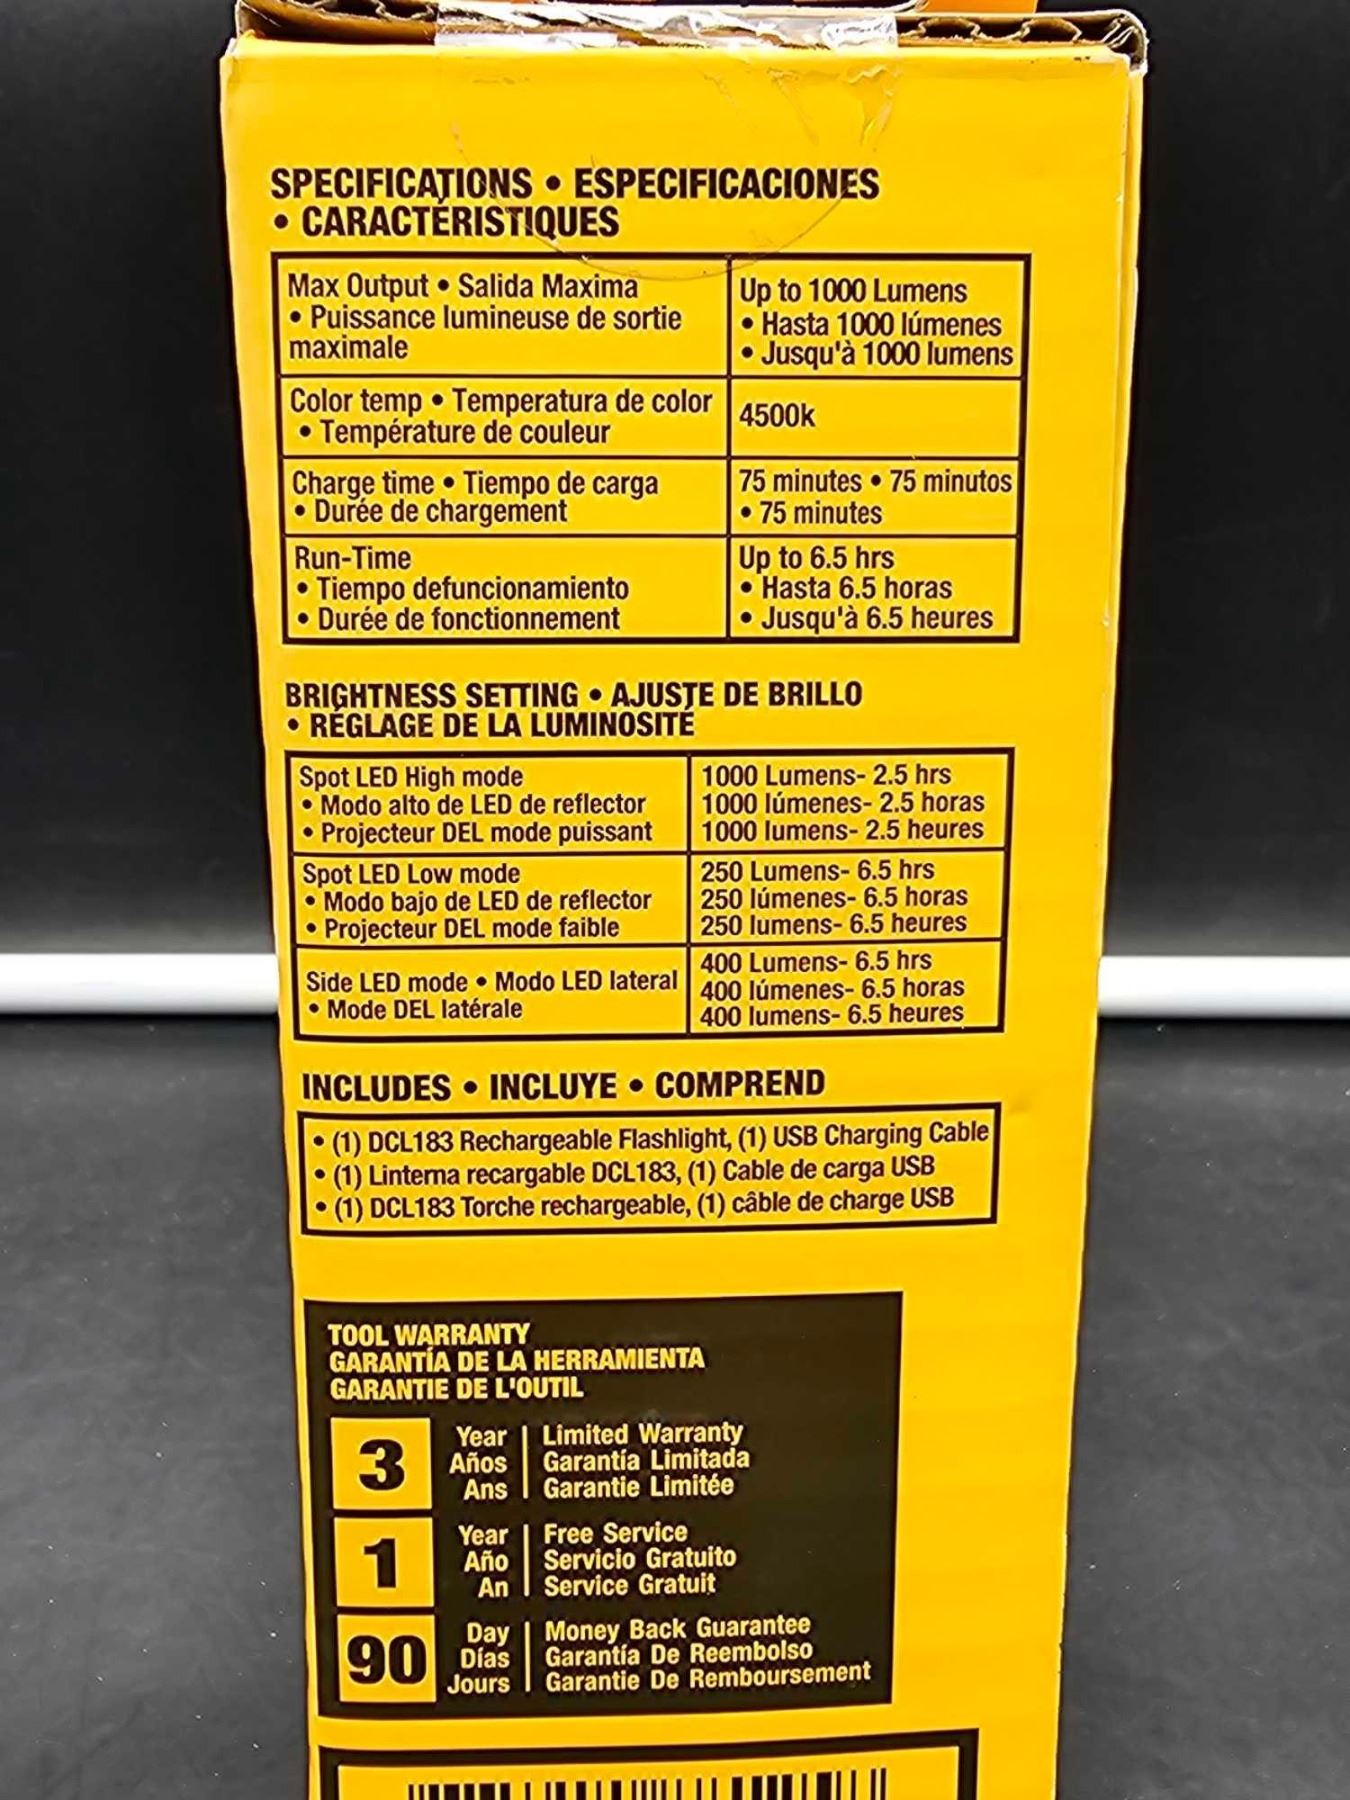 SPECIFICATIONS • ESPECIFICACIONES
• CARACTÉRISTIQUES
Max Output • Salida Maxima
• Puissance lumineuse de sortie
maximale
Up to 1000 Lumens
• Hasta 1000 lúmenes
• Jusqu'à 1000 lumens
Color temp • Temperatura de color
• Température de couleur
4500k
Charge time • Tiempo de carga
• Durée de chargement
75 minutes • 75 minutos
• 75 minutes
Run-Time
• Tiempo defuncionamiento
• Durée de fonctionnement
Up to 6.5 hrs
• Hasta 6.5 horas
• Jusqu'à 6.5 heures
BRIGHTNESS SETTING • AJUSTE DE BRILLO
• RÉGLAGE DE LA LUMINOSITÉ
Spot LED High mode
• Modo alto de LED de reflector
• Projecteur DEL mode puissant
1000 Lumens- 2.5 hrs
1000 lúmenes- 2.5 horas
1000 lumens- 2.5 heures
Spot LED Low mode
• Modo bajo de LED de reflector
• Projecteur DEL mode faible
250 Lumens- 6.5 hrs
250 lúmenes- 6.5 horas
250 lumens- 6.5 heures
Side LED mode • Modo LED lateral
• Mode DEL latérale
400 Lumens- 6.5 hrs
400 lúmenes- 6.5 horas
400 lumens- 6.5 heures
INCLUDES • INCLUYE • COMPREND
• (1) DCL183 Rechargeable Flashlight, (1) USB Charging Cable
• (1) Linterna recargable DCL183, (1) Cable de carga USB
• (1) DCL183 Torche rechargeable, (1) câble de charge USB
TOOL WARRANTY
GARANTÍA DE LA HERRAMIENTA
GARANTIE DE L'OUTIL
3
Year | Limited Warranty
Años | Garantía Limitada
Ans | Garantie Limitée
1
Year | Free Service
Año | Servicio Gratuito
An | Service Gratuit
90
Day | Money Back Guarantee
Días | Garantía De Reembolso
Jours | Garantie De Remboursement